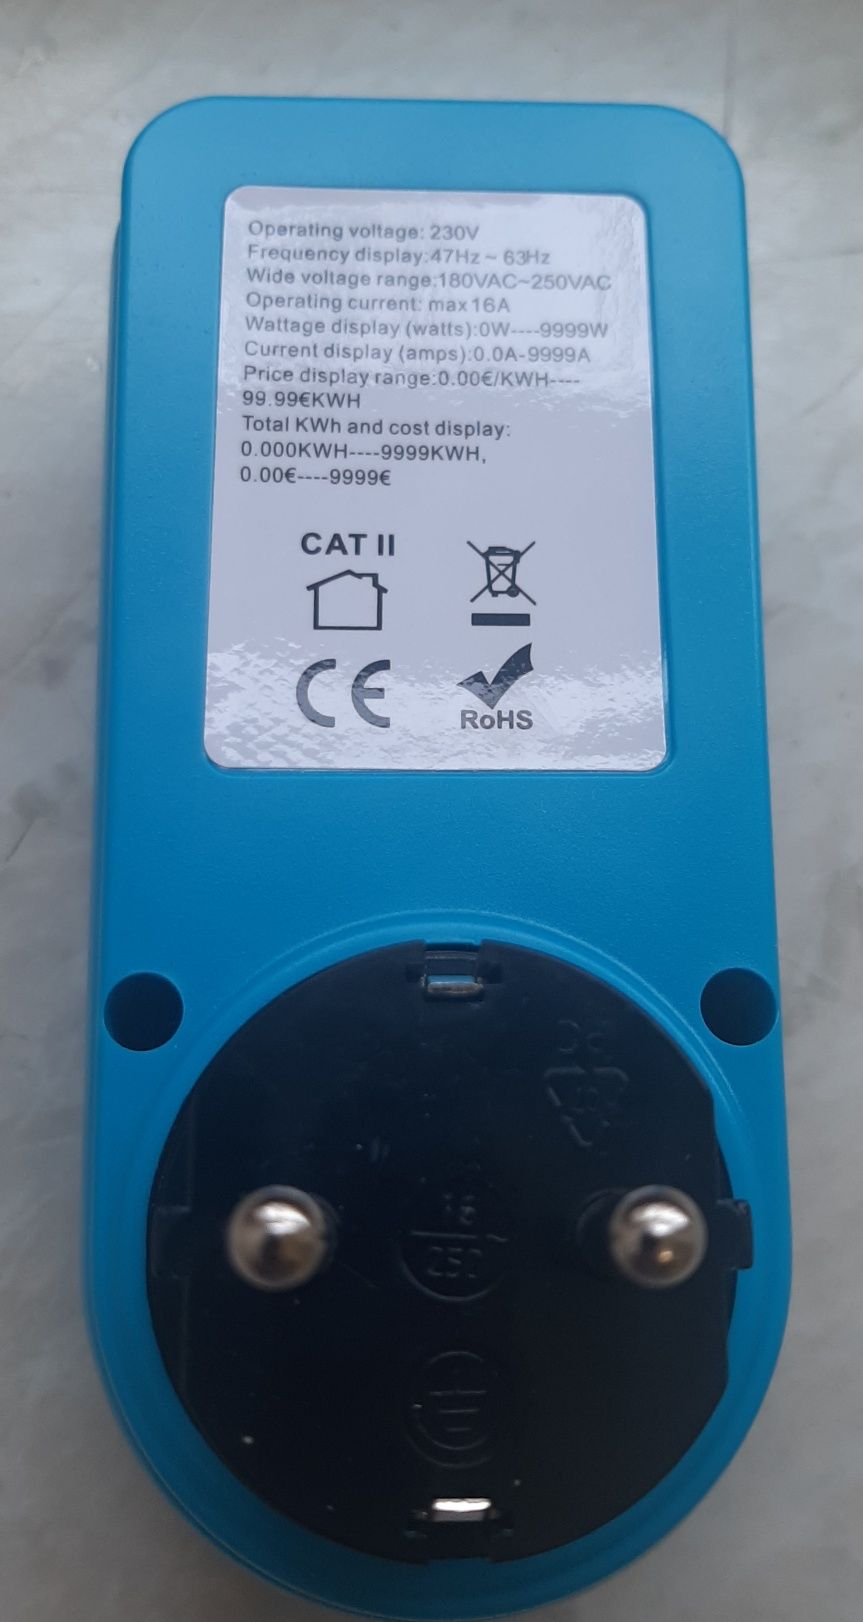 Operating voltage: 230V
Frequency display:47Hz ~ 63Hz
Wide voltage range:180VAC~250VAC
Operating current: max16A
Wattage display (watts):0W----9999W
Current display (amps):0.0A-9999A
Price display range:0.00€/KWH----
99.99€KWH
Total KWh and cost display:
0.000KWH----9999KWH,
0.00€----9999€
CAT II
CE
RoHS